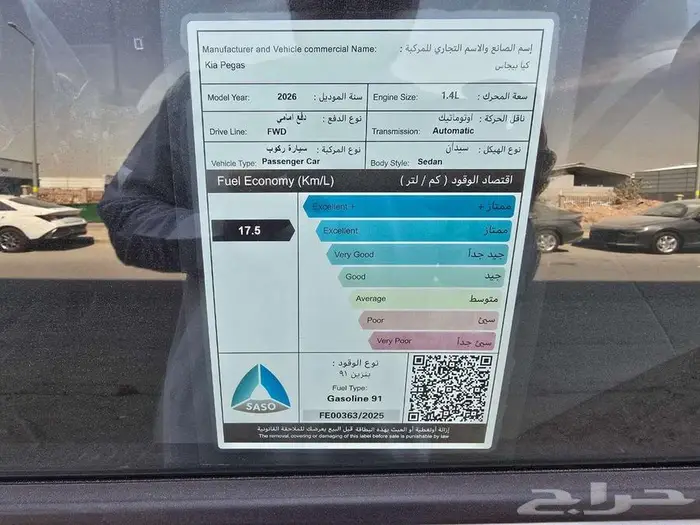 Manufacturer and Vehicle commercial Name: إسم الصانع والاسم التجاري للمركبة :
Kia Pegas كيا بيجاس
Model Year: 2026 سنة الموديل : Engine Size: 1.4L سعة المحرك :
Drive Line: دفع أمامي FWD نوع الدفع : Transmission: أوتوماتيك Automatic ناقل الحركة :
Vehicle Type: سيارة ركوب Passenger Car نوع المركبة : Body Style: سيدان Sedan نوع الهيكل :
Fuel Economy (Km/L) اقتصاد الوقود ( كم / لتر )
Excellent + ممتاز +
17.5 Excellent ممتاز
Very Good جيد جداً
Good جيد
Average متوسط
Poor سيئ
Very Poor سيئ جداً
نوع الوقود :
بنزين ٩١
Fuel Type:
Gasoline 91
SASO
FE00363/2025
إزالة أو تغطية أو العبث بهذه البطاقة قبل البيع يعرضك للملاحقة القانونية
The removal, covering or damaging of this label before sale is punishable by law
حراج